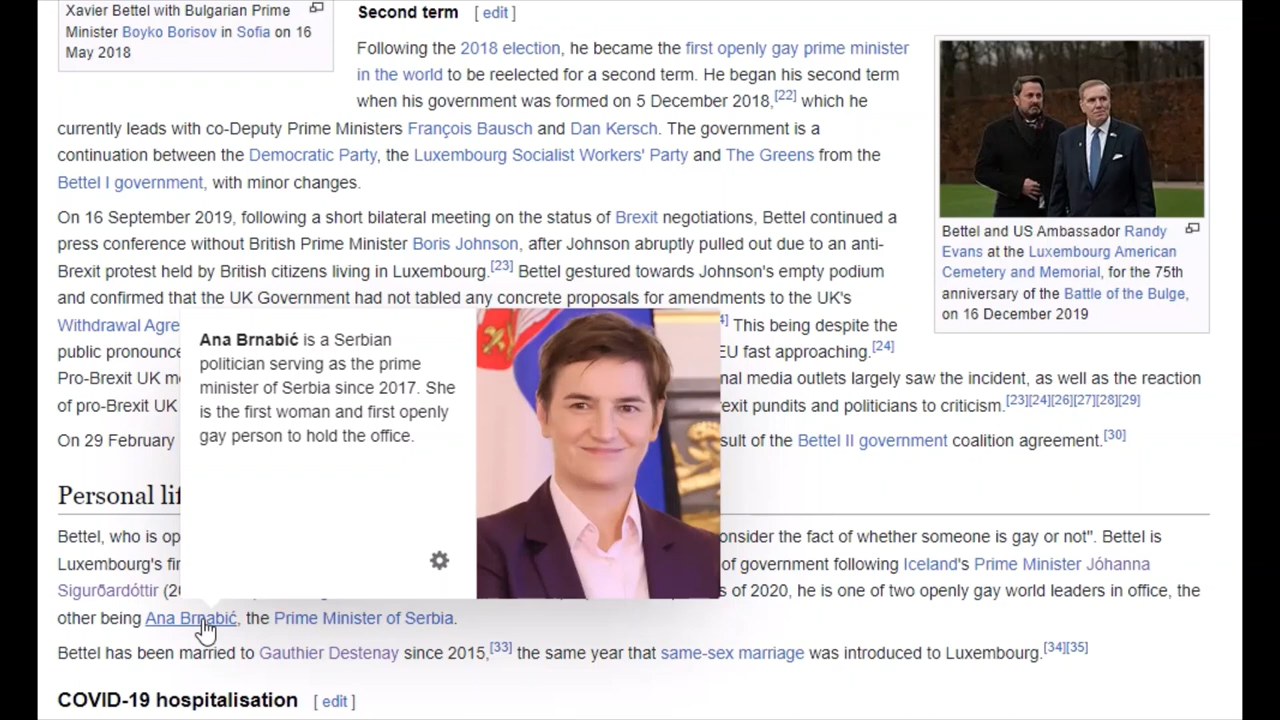 Xavier Bettel with Bulgarian Prime
Minister Boyko Borisov in Sofia on 16
May 2018
Second term [ edit ]
Following the 2018 election, he became the first openly gay prime minister
in the world to be reelected for a second term. He began his second term
when his government was formed on 5 December 2018,[22] which he
currently leads with co-Deputy Prime Ministers François Bausch and Dan Kersch. The government is a
continuation between the Democratic Party, the Luxembourg Socialist Workers' Party and The Greens from the
Bettel I government, with minor changes.
On 16 September 2019, following a short bilateral meeting on the status of Brexit negotiations, Bettel continued a
press conference without British Prime Minister Boris Johnson, after Johnson abruptly pulled out due to an anti-
Brexit protest held by British citizens living in Luxembourg.[23] Bettel gestured towards Johnson's empty podium
and confirmed that the UK Government had not tabled any concrete proposals for amendments to the UK's
Withdrawal Agre
This being despite the
public pronounce
EU fast approaching.[24]
Pro-Brexit UK m
nal media outlets largely saw the incident, as well as the reaction
of pro-Brexit UK
exit pundits and politicians to criticism.[23][24][26][27][28][29]
On 29 February
sult of the Bettel II government coalition agreement.[30]
Bettel and US Ambassador Randy
Evans at the Luxembourg American
Cemetery and Memorial, for the 75th
anniversary of the Battle of the Bulge,
on 16 December 2019
Ana Brnabić is a Serbian
politician serving as the prime
minister of Serbia since 2017. She
is the first woman and first openly
gay person to hold the office.
Personal lif
Bettel, who is op
onsider the fact of whether someone is gay or not". Bettel is
Luxembourg's fir
of government following Iceland's Prime Minister Jóhanna
Sigurðardóttir (20
s of 2020, he is one of two openly gay world leaders in office, the
other being Ana Brnabić, the Prime Minister of Serbia.
Bettel has been married to Gauthier Destenay since 2015,[33] the same year that same-sex marriage was introduced to Luxembourg.[34][35]
COVID-19 hospitalisation [ edit ]